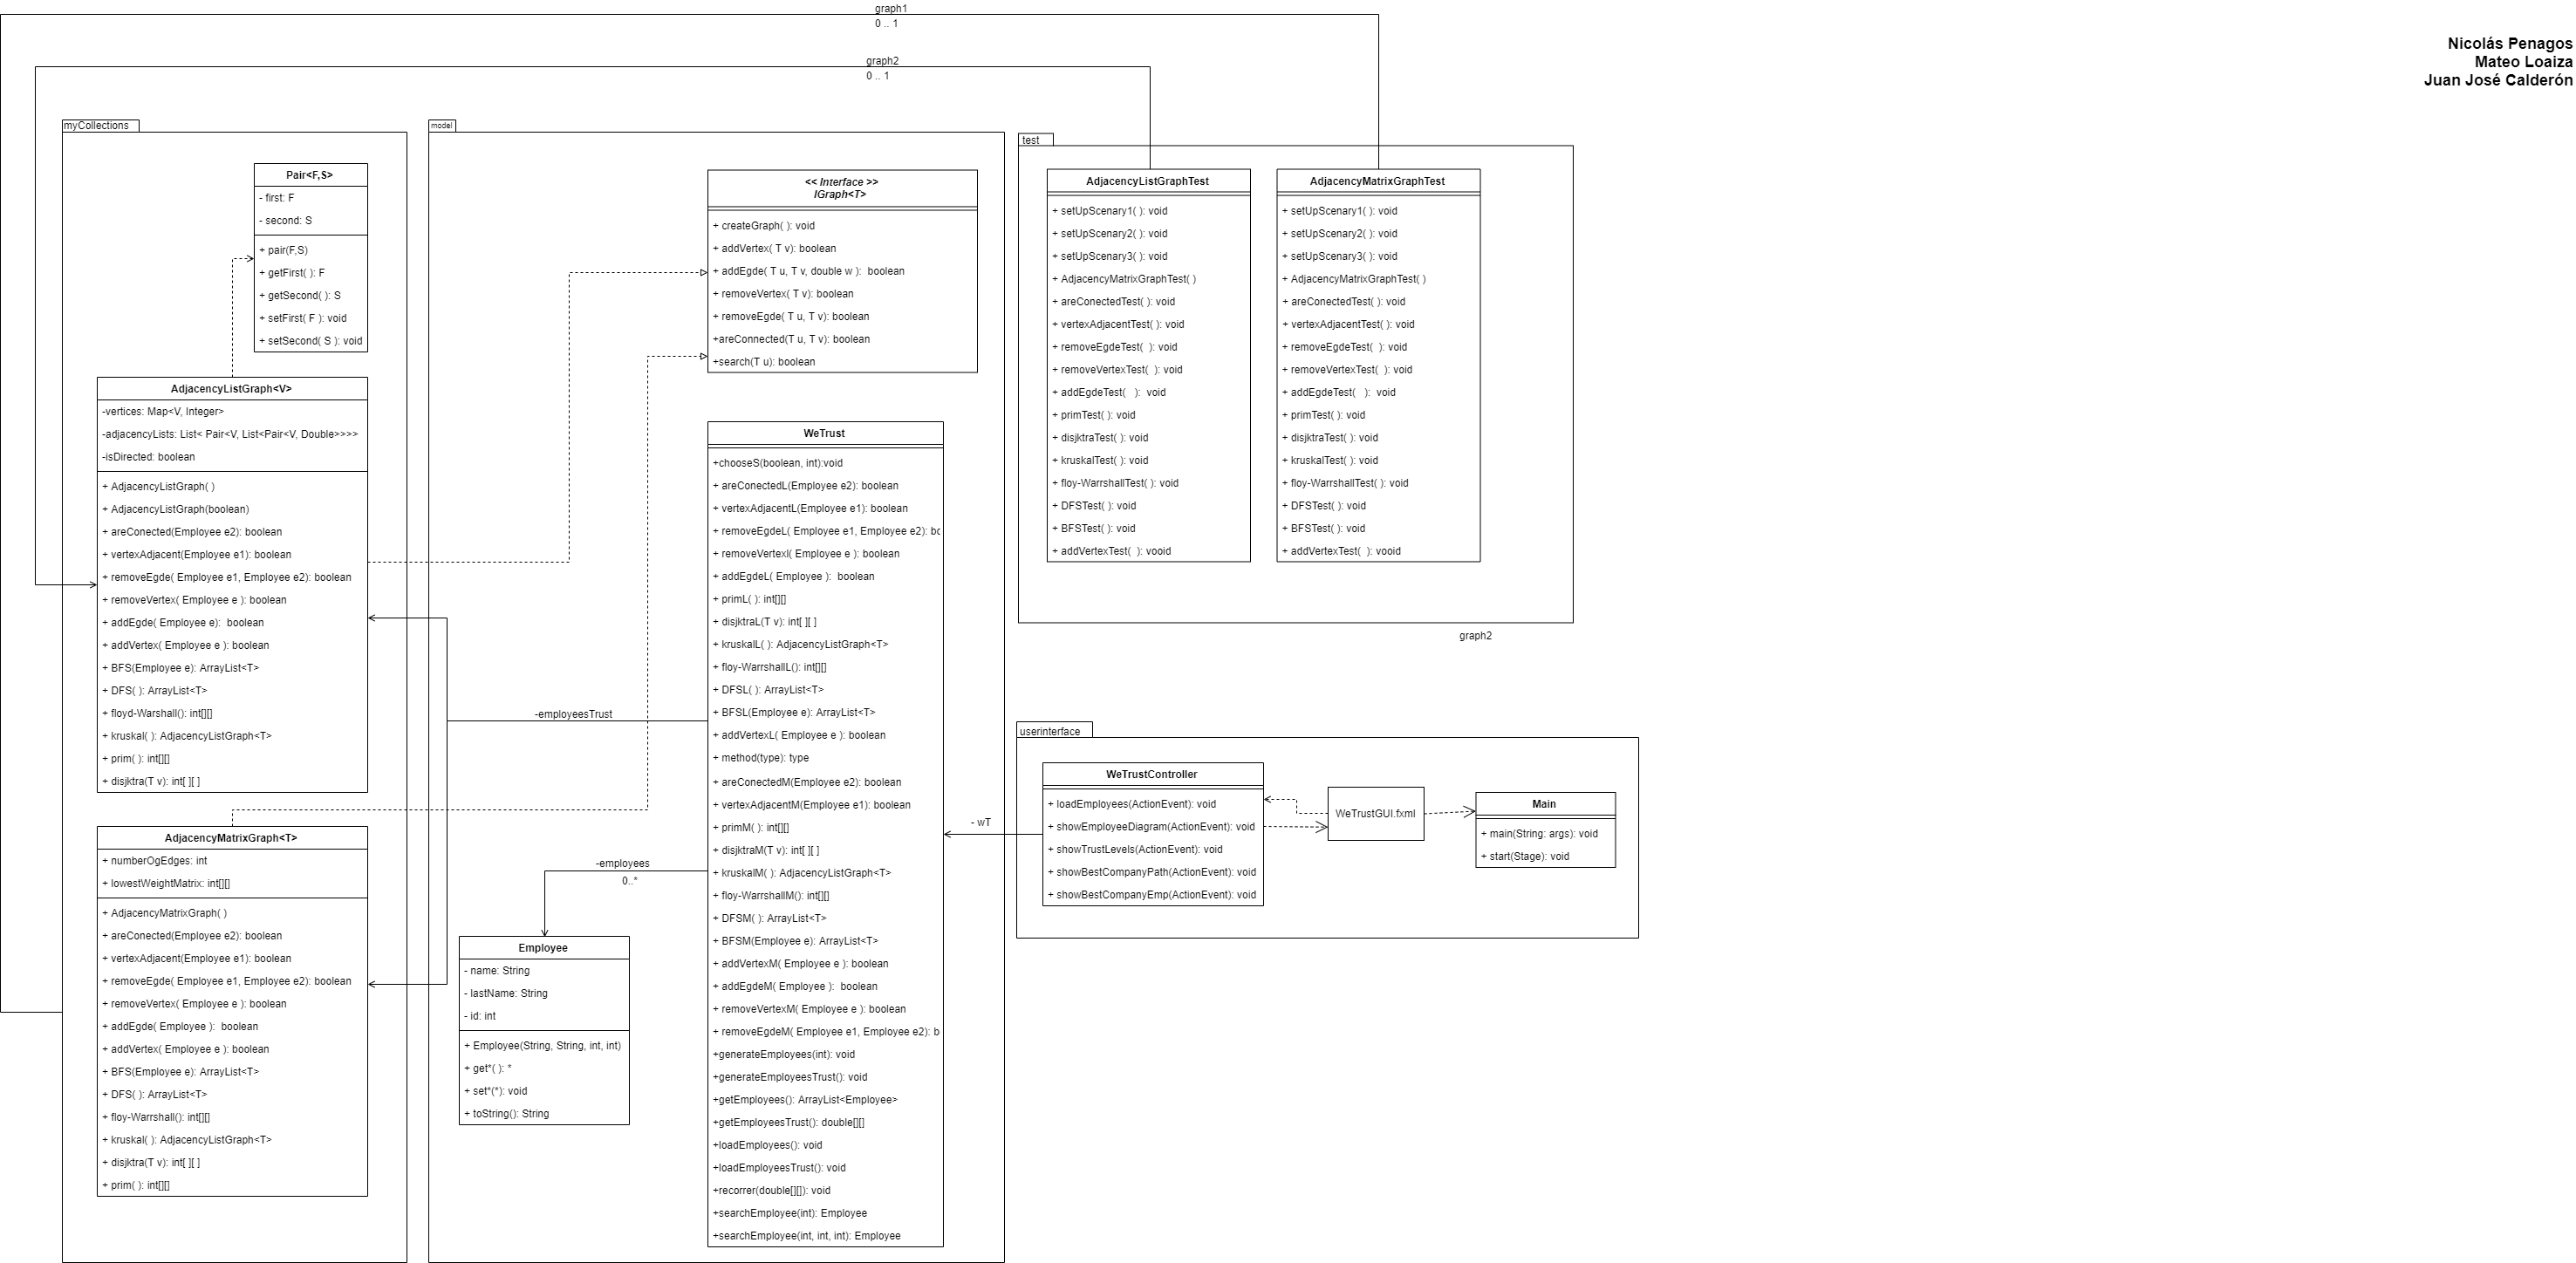 graph1
0 .. 1
graph2
0 .. 1
Nicolás Penagos
Mateo Loaiza
Juan José Calderón
myCollections
Pair<F,S>
- first: F
- second: S
+ pair(F,S)
+ getFirst( ): F
+ getSecond( ): S
+ setFirst( F ): void
+ setSecond( S ): void
AdjacencyListGraph<V>
-vertices: Map<V, Integer>
-adjacencyLists: List< Pair<V, List<Pair<V, Double>>>>
-isDirected: boolean
+ AdjacencyListGraph( )
+ AdjacencyListGraph(boolean)
+ areConected(Employee e2): boolean
+ vertexAdjacent(Employee e1): boolean
+ removeEgde( Employee e1, Employee e2): boolean
+ removeVertex( Employee e ): boolean
+ addEgde( Employee e):  boolean
+ addVertex( Employee e ): boolean
+ BFS(Employee e): ArrayList<T>
+ DFS( ): ArrayList<T>
+ floyd-Warshall(): int[][]
+ kruskal( ): AdjacencyListGraph<T>
+ prim( ): int[][]
+ disjktra(T v): int[ ][ ]
AdjacencyMatrixGraph<T>
+ numberOgEdges: int
+ lowestWeightMatrix: int[][]
+ AdjacencyMatrixGraph( )
+ areConected(Employee e2): boolean
+ vertexAdjacent(Employee e1): boolean
+ removeEgde( Employee e1, Employee e2): boolean
+ removeVertex( Employee e ): boolean
+ addEgde( Employee ):  boolean
+ addVertex( Employee e ): boolean
+ BFS(Employee e): ArrayList<T>
+ DFS( ): ArrayList<T>
+ floy-Warrshall(): int[][]
+ kruskal( ): AdjacencyListGraph<T>
+ disjktra(T v): int[ ][ ]
+ prim( ): int[][]
model
<< Interface >>
IGraph<T>
+ createGraph( ): void
+ addVertex( T v): boolean
+ addEgde( T u, T v, double w ):  boolean
+ removeVertex( T v): boolean
+ removeEgde( T u, T v): boolean
+areConnected(T u, T v): boolean
+search(T u): boolean
WeTrust
+chooseS(boolean, int):void
+ areConectedL(Employee e2): boolean
+ vertexAdjacentL(Employee e1): boolean
+ removeEgdeL( Employee e1, Employee e2): bc
+ removeVertexl( Employee e ): boolean
+ addEgdeL( Employee ):  boolean
+ primL( ): int[][]
+ disjktraL(T v): int[ ][ ]
+ kruskalL( ): AdjacencyListGraph<T>
+ floy-WarrshallL(): int[][]
+ DFSL( ): ArrayList<T>
+ BFSL(Employee e): ArrayList<T>
+ addVertexL( Employee e ): boolean
+ method(type): type
+ areConectedM(Employee e2): boolean
+ vertexAdjacentM(Employee e1): boolean
+ primM( ): int[][]
+ disjktraM(T v): int[ ][ ]
+ kruskalM( ): AdjacencyListGraph<T>
+ floy-WarrshallM(): int[][]
+ DFSM( ): ArrayList<T>
+ BFSM(Employee e): ArrayList<T>
+ addVertexM( Employee e ): boolean
+ addEgdeM( Employee ):  boolean
+ removeVertexM( Employee e ): boolean
+ removeEgdeM( Employee e1, Employee e2): b
+generateEmployees(int): void
+generateEmployeesTrust(): void
+getEmployees(): ArrayList<Employee>
+getEmployeesTrust(): double[][]
+loadEmployees(): void
+loadEmployeesTrust(): void
+recorrer(double[][]): void
+searchEmployee(int): Employee
+searchEmployee(int, int, int): Employee
-employeesTrust
-employees
0..*
Employee
- name: String
- lastName: String
- id: int
+ Employee(String, String, int, int)
+ get*( ): *
+ set*(*): void
+ toString(): String
test
AdjacencyListGraphTest
+ setUpScenary1( ): void
+ setUpScenary2( ): void
+ setUpScenary3( ): void
+ AdjacencyMatrixGraphTest( )
+ areConectedTest( ): void
+ vertexAdjacentTest( ): void
+ removeEgdeTest(  ): void
+ removeVertexTest(  ): void
+ addEgdeTest(   ):  void
+ primTest( ): void
+ disjktraTest( ): void
+ kruskalTest( ): void
+ floy-WarrshallTest( ): void
+ DFSTest( ): void
+ BFSTest( ): void
+ addVertexTest(  ): vooid
AdjacencyMatrixGraphTest
+ setUpScenary1( ): void
+ setUpScenary2( ): void
+ setUpScenary3( ): void
+ AdjacencyMatrixGraphTest( )
+ areConectedTest( ): void
+ vertexAdjacentTest( ): void
+ removeEgdeTest(  ): void
+ removeVertexTest(  ): void
+ addEgdeTest(   ):  void
+ primTest( ): void
+ disjktraTest( ): void
+ kruskalTest( ): void
+ floy-WarrshallTest( ): void
+ DFSTest( ): void
+ BFSTest( ): void
+ addVertexTest(  ): vooid
graph2
userinterface
- wT
WeTrustController
+ loadEmployees(ActionEvent): void
+ showEmployeeDiagram(ActionEvent): void
+ showTrustLevels(ActionEvent): void
+ showBestCompanyPath(ActionEvent): void
+ showBestCompanyEmp(ActionEvent): void
WeTrustGUI.fxml
Main
+ main(String: args): void
+ start(Stage): void